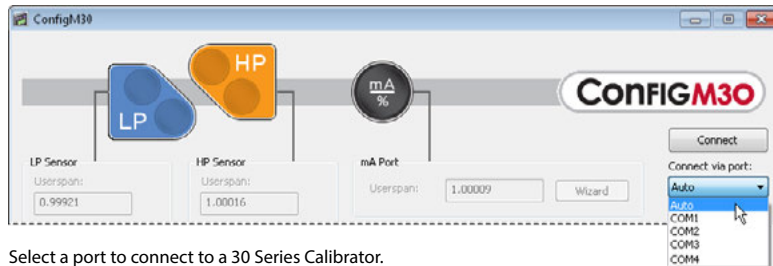 ConfigM30
LP
HP
mA
%
CONFIGM30
Connect
Connect via port:
LP Sensor
HP Sensor
mA Port
Userspan:
0.99921
Userspan:
1.00016
Userspan:
1.00009
Wizard
Auto
Auto
COM1
COM2
COM3
COM4
Select a port to connect to a 30 Series Calibrator.